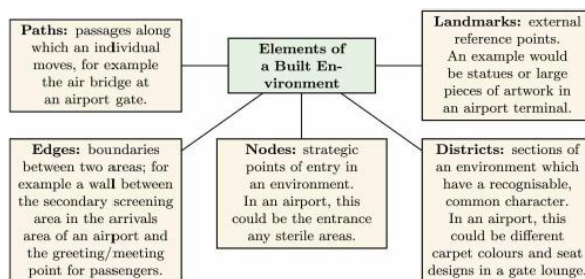 Paths: passages along
which an individual
moves, for example
the air bridge at
an airport gate.
Elements of
a Built En-
vironment
Landmarks: external
reference points.
An example would
be statues or large
pieces of artwork in
an airport terminal.
Edges: boundaries
between two areas; for
example a wall between
the secondary screening
area in the arrivals
area of an airport and
the greeting/meeting
point for passengers.
Nodes: strategic
points of entry in
an environment.
In an airport, this
could be the entrance
any sterile areas.
Districts: sections of
an environment which
have a recognisable,
common character.
In an airport, this
could be different
carpet colours and seat
designs in a gate lounge.